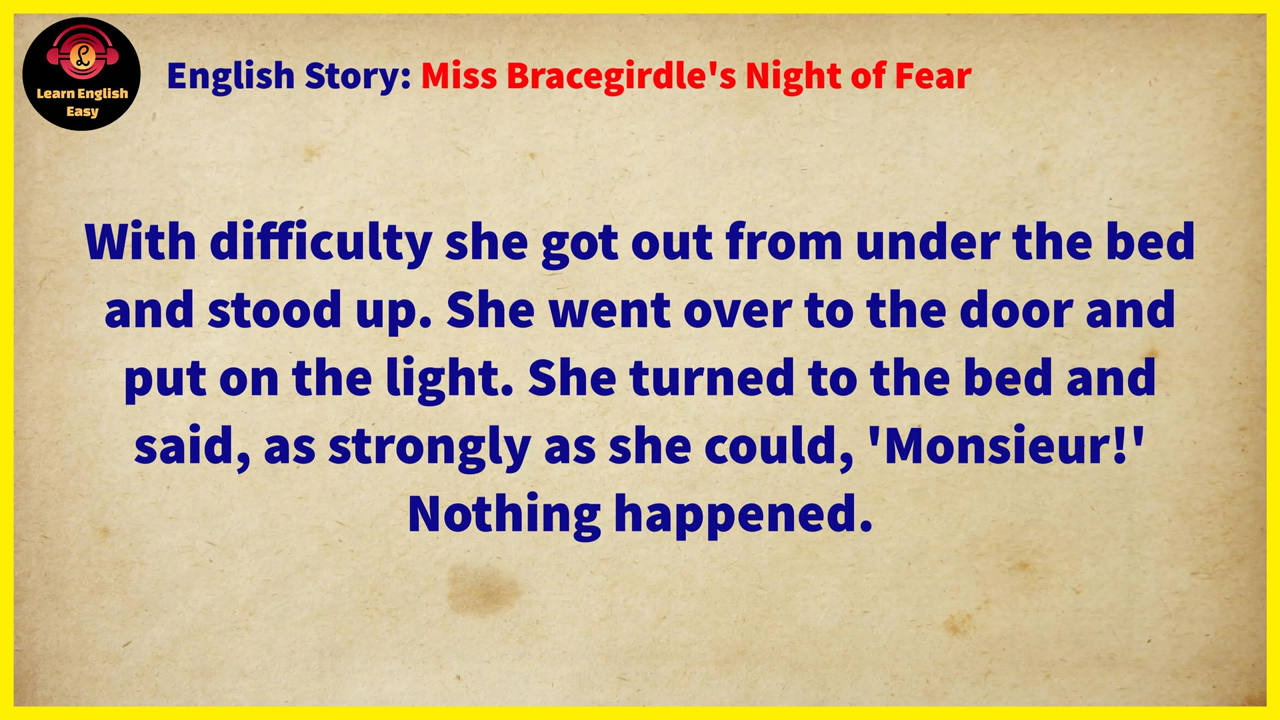 Learn English
Easy
English Story: Miss Bracegirdle's Night of Fear
With difficulty she got out from under the bed
and stood up. She went over to the door and
put on the light. She turned to the bed and
said, as strongly as she could, 'Monsieur!'
Nothing happened.